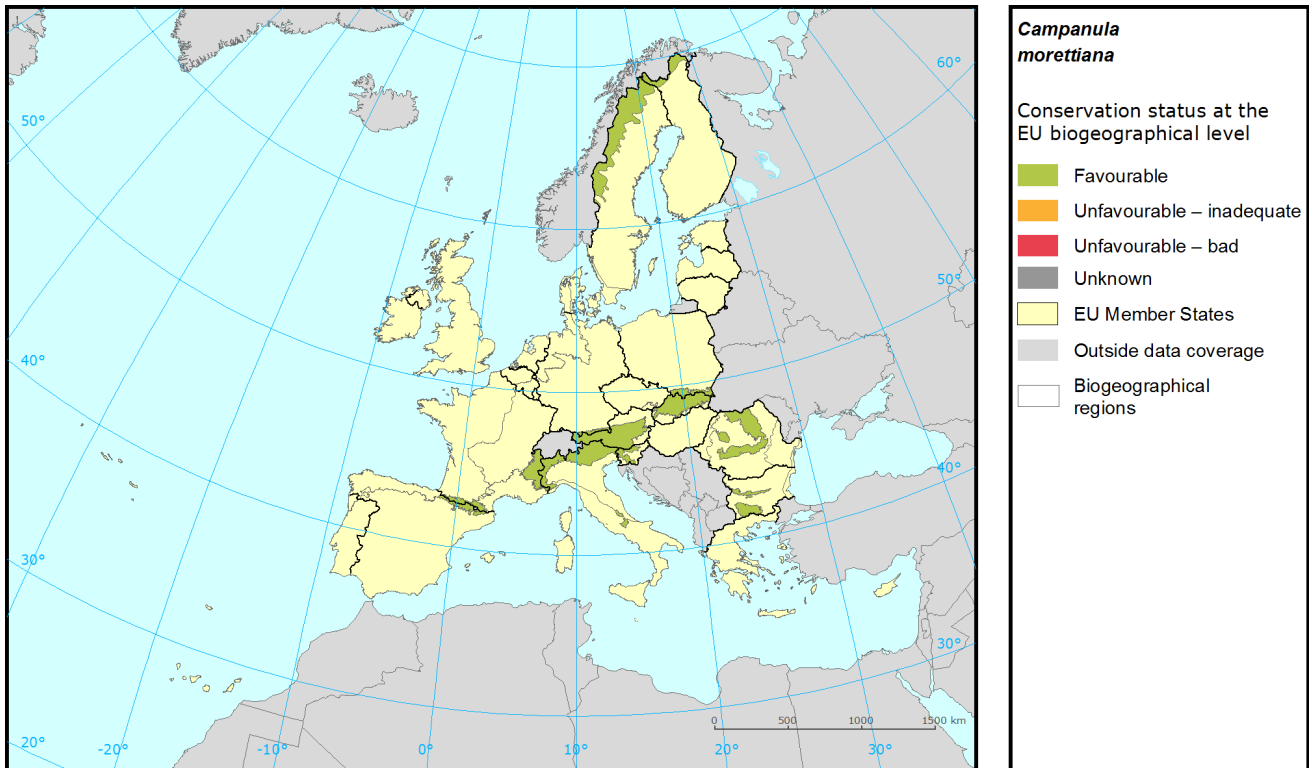 Campanula
morettiana
Conservation status at the
EU biogeographical level
Favourable
Unfavourable – inadequate
Unfavourable – bad
Unknown
EU Member States
Outside data coverage
Biogeographical
regions
60°
50°
50°
40°
40°
30°
30°
20°
-20°
-10°
0°
10°
20°
30°
0
500
1000
1500 km